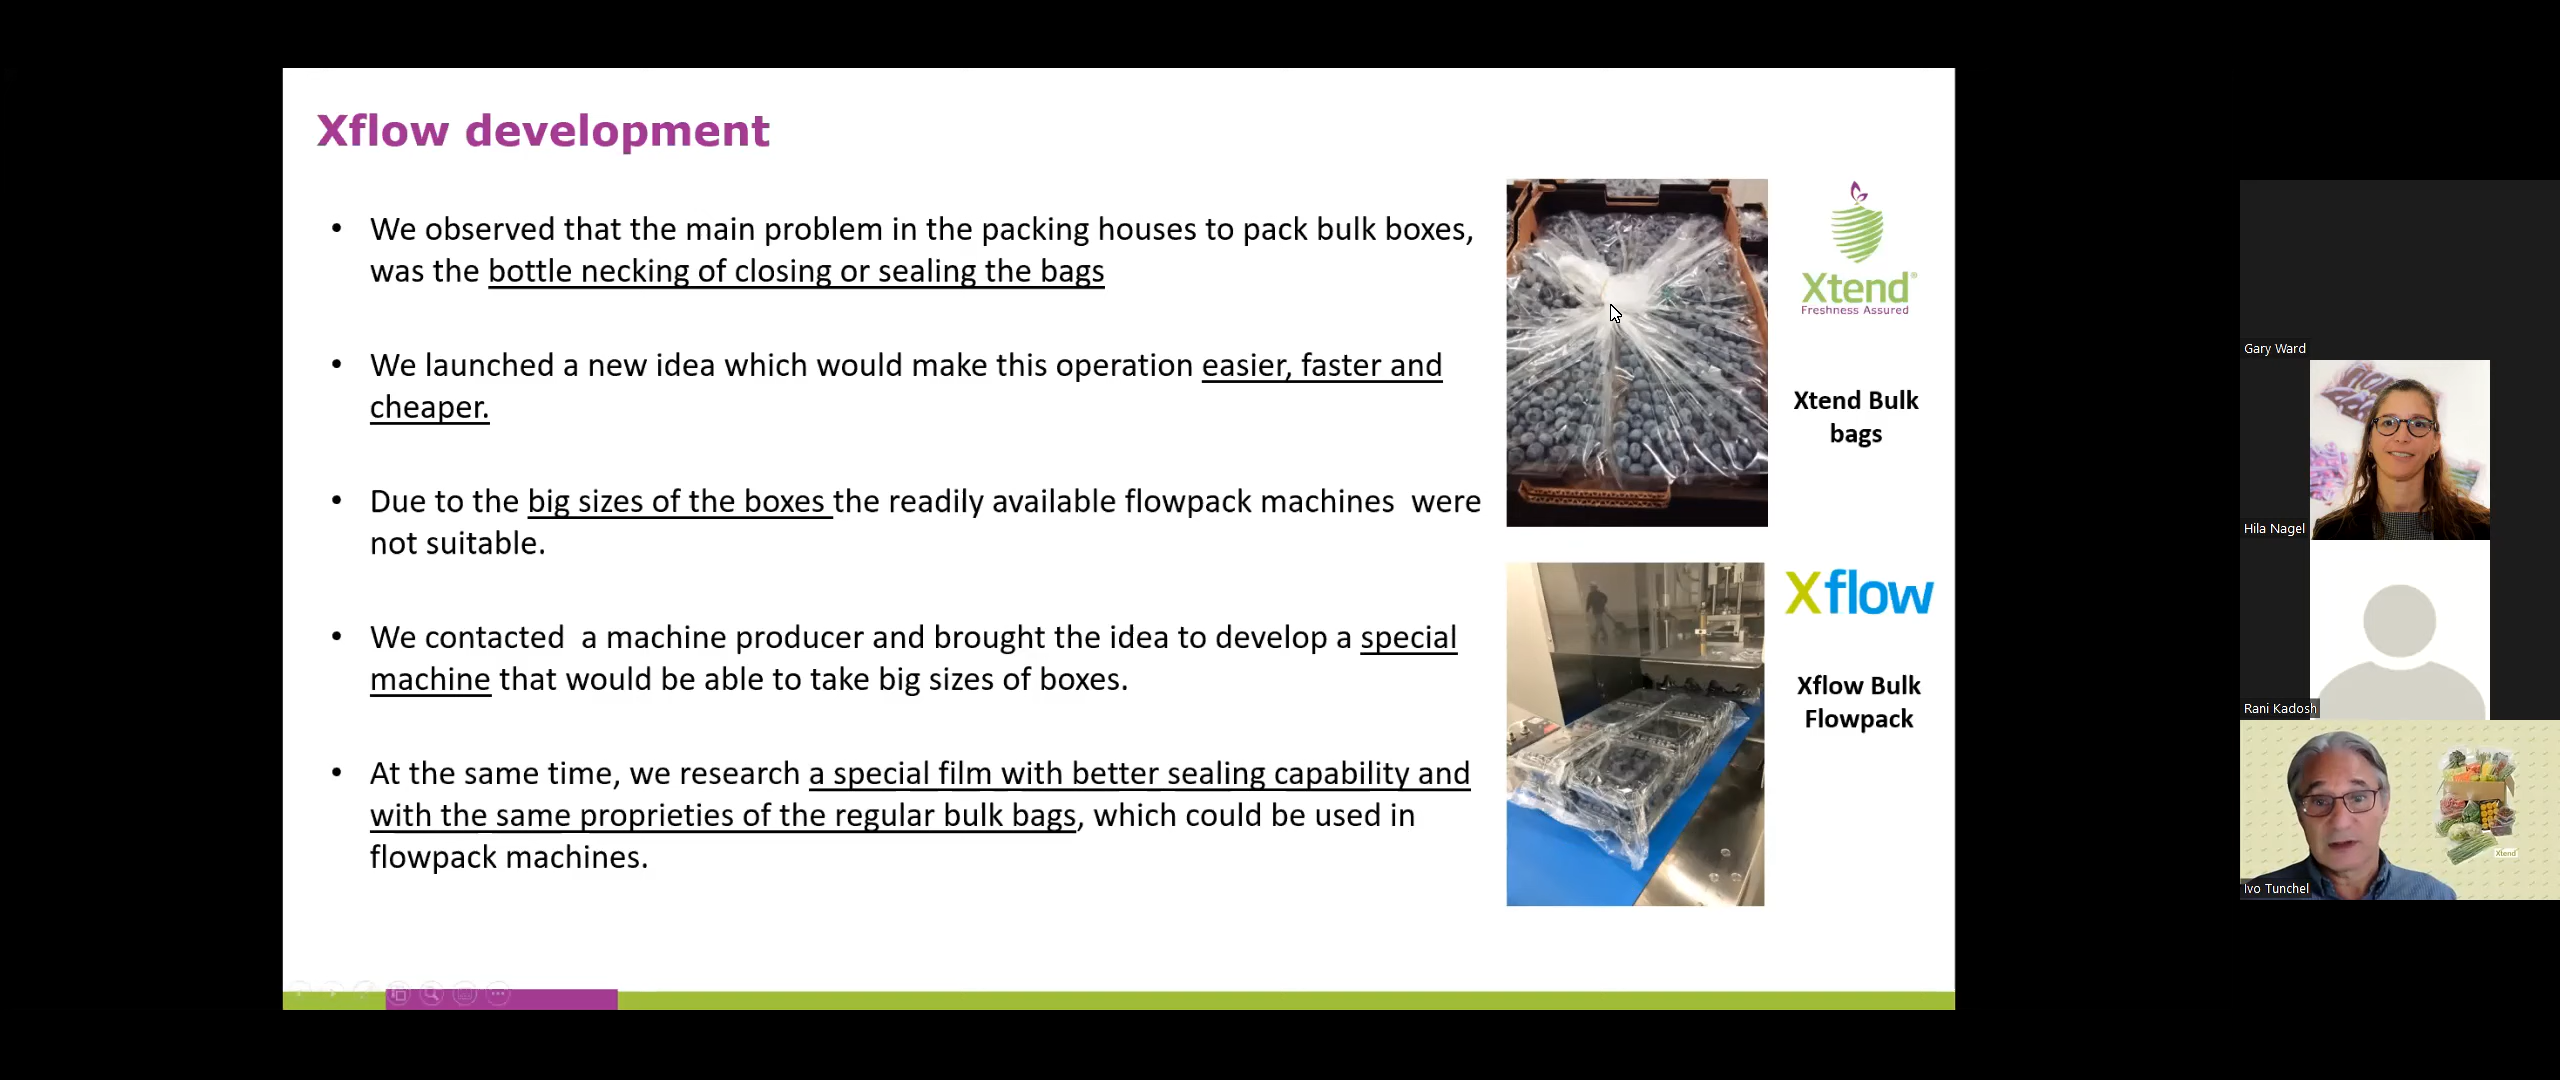 Xflow development
• We observed that the main problem in the packing houses to pack bulk boxes,
was the bottle necking of closing or sealing the bags
• We launched a new idea which would make this operation easier, faster and
cheaper.
• Due to the big sizes of the boxes the readily available flowpack machines  were
not suitable.
• We contacted  a machine producer and brought the idea to develop a special
machine that would be able to take big sizes of boxes.
• At the same time, we research a special film with better sealing capability and
with the same proprieties of the regular bulk bags, which could be used in
flowpack machines.
Xtend®
Freshness Assured
Xtend Bulk
bags
Xflow
Xflow Bulk
Flowpack
Gary Ward
Hila Nagel
Rani Kadosh
Xtend
Ivo Tunchel